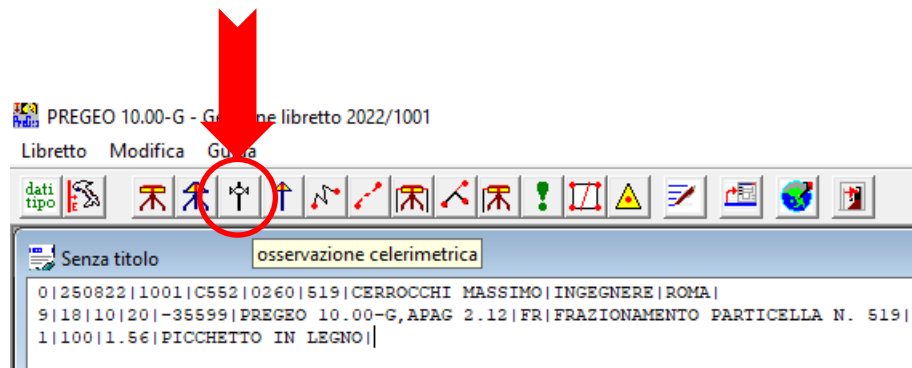 PREGEO 10.00-G - Ge ne libretto 2022/1001
Libretto Modifica Guida
dati
tipo
osservazione celerimetrica
Senza titolo
0|250822|1001|C552|0260|519|CERROCCHI MASSIMO|INGEGNERE|ROMA|
9|18|10|20|-35599|PREGEO 10.00-G,APAG 2.12|FR|FRAZIONAMENTO PARTICELLA N. 519|
1|100|1.56|PICCHETTO IN LEGNO|